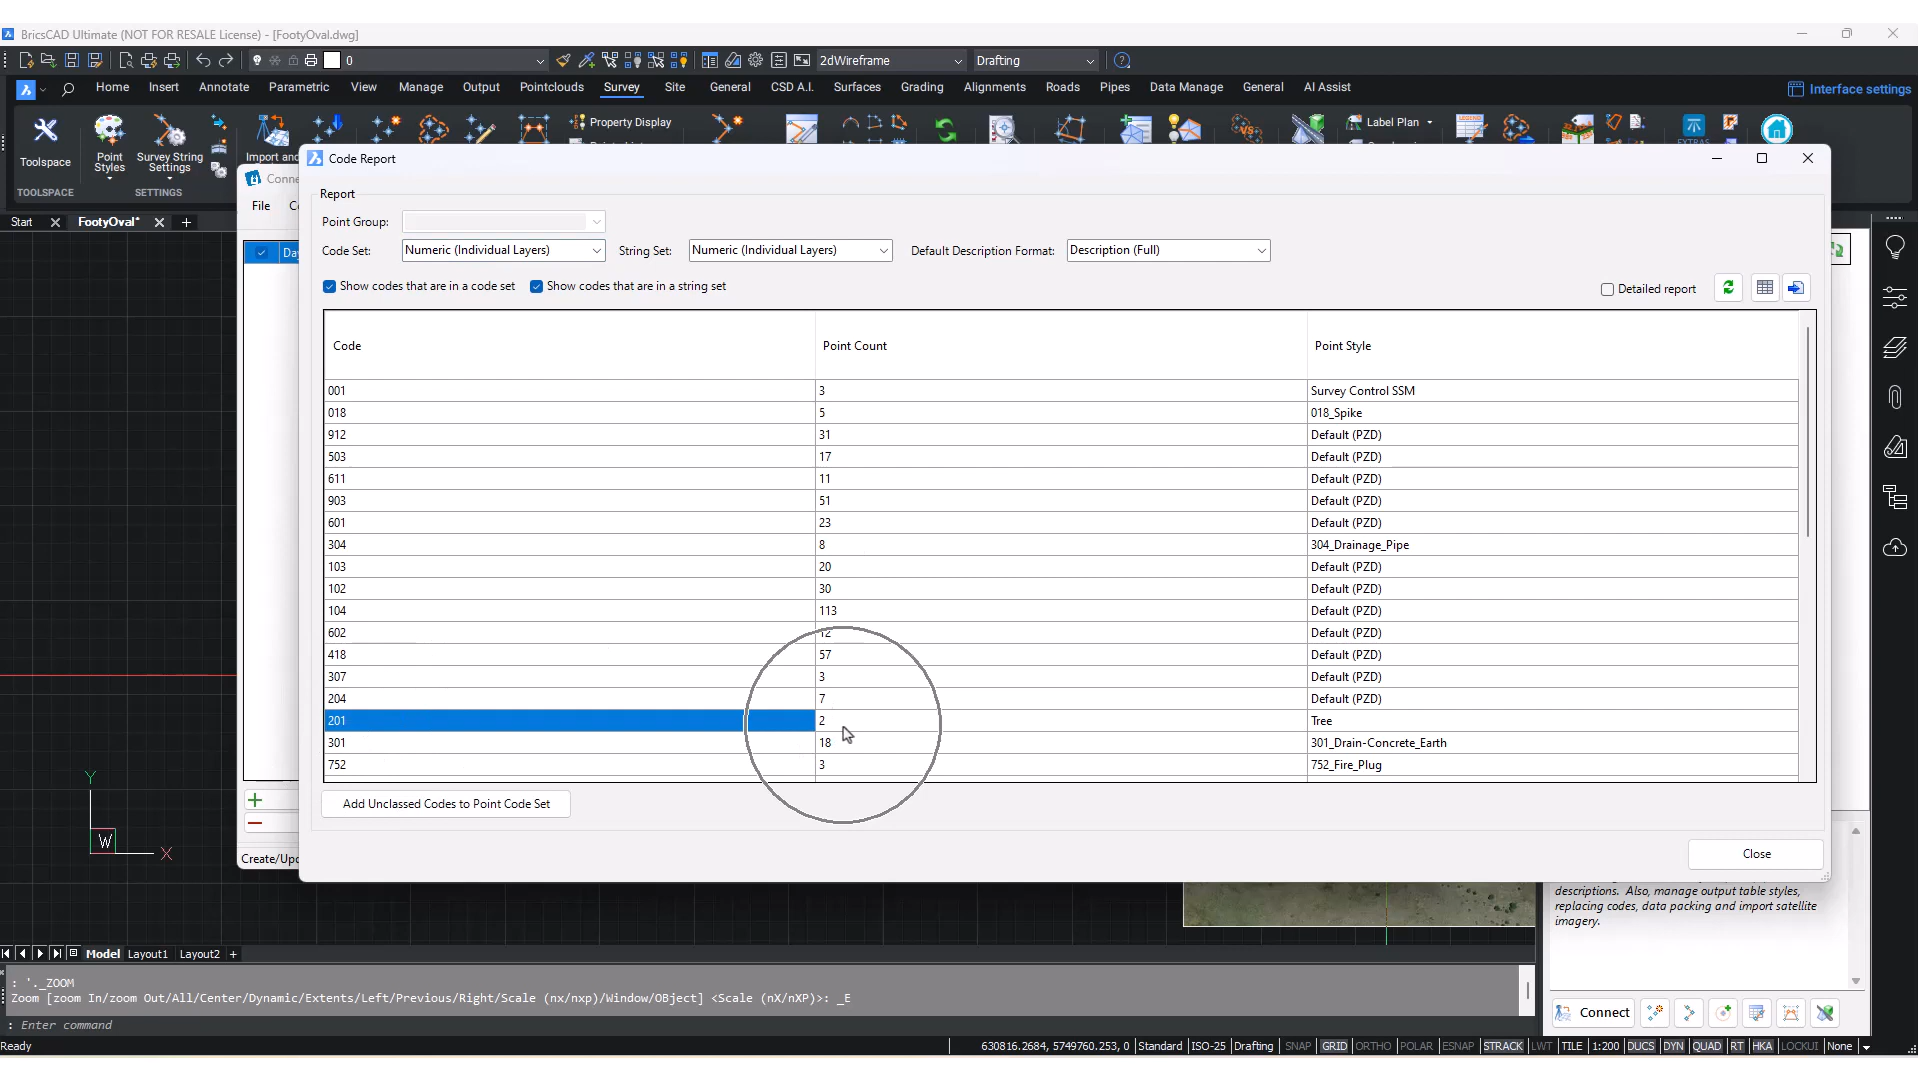 BricsCAD Ultimate (NOT FOR RESALE License) - [FootyOval.dwg]
0
2dWireframe
Drafting
Home Insert Annotate Parametric View Manage Output Pointclouds Survey Site General CSD A.I. Surfaces Grading Alignments Roads Pipes Data Manage General AI Assist
Interface settings
Property Display
Label Plan
Toolspace
Point Styles
Survey String Settings
Import and
EXTRAS
TOOLSPACE
SETTINGS
Start
FootyOval*
Conne
File
Day
Create/Upd
Code Report
Report
Point Group:
Code Set: Numeric (Individual Layers) String Set: Numeric (Individual Layers) Default Description Format: Description (Full)
Show codes that are in a code set Show codes that are in a string set Detailed report
Code Point Count Point Style
001 3 Survey Control SSM
018 5 018_Spike
912 31 Default (PZD)
503 17 Default (PZD)
611 11 Default (PZD)
903 51 Default (PZD)
601 23 Default (PZD)
304 8 304_Drainage_Pipe
103 20 Default (PZD)
102 30 Default (PZD)
104 113 Default (PZD)
602 12 Default (PZD)
418 57 Default (PZD)
307 3 Default (PZD)
204 7 Default (PZD)
201 2 Tree
301 18 301_Drain-Concrete_Earth
752 3 752_Fire_Plug
Add Unclassed Codes to Point Code Set
Close
descriptions. Also, manage output table styles,
replacing codes, data packing and import satellite
imagery.
Connect
Y
W
X
Model Layout1 Layout2 +
: '._ZOOM
Zoom [zoom In/zoom Out/All/Center/Dynamic/Extents/Left/Previous/Right/Scale (nx/nxp)/Window/OBject] <Scale (nX/nXP)>: _E
: Enter command
Ready
630816.2684, 5749760.253, 0 Standard ISO-25 Drafting SNAP GRID ORTHO POLAR ESNAP STRACK LWT TILE 1:200 DUCS DYN QUAD RT HKA LOCKUI None